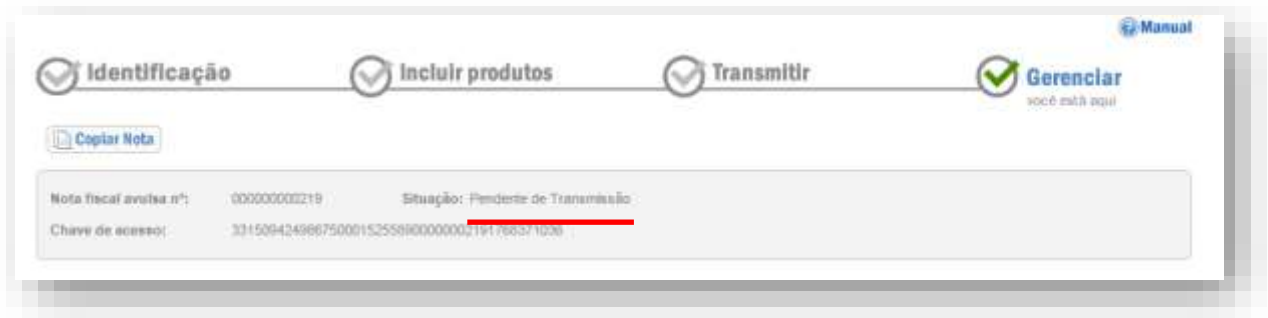 Manual
Identificação
Incluir produtos
Transmitir
Gerenciar
você está aqui
Copiar Nota
Nota fiscal avulsa nº: 000000000219 Situação: Pendente de Transmissão
Chave de acesso: